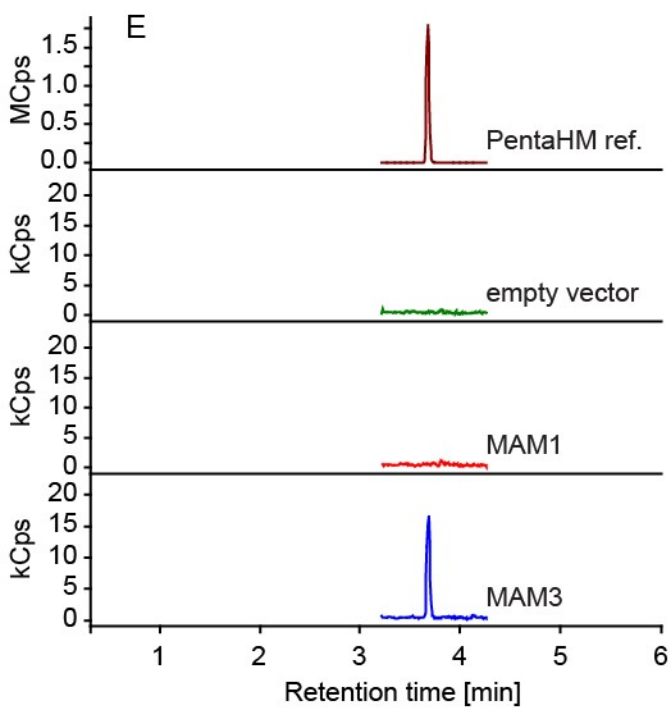 E
MCps
1.5
1.0
0.5
0.0
PentaHM ref.
kCps
20
15
10
5
0
empty vector
kCps
20
15
10
5
0
MAM1
kCps
20
15
10
5
0
MAM3
1 2 3 4 5 6
Retention time [min]